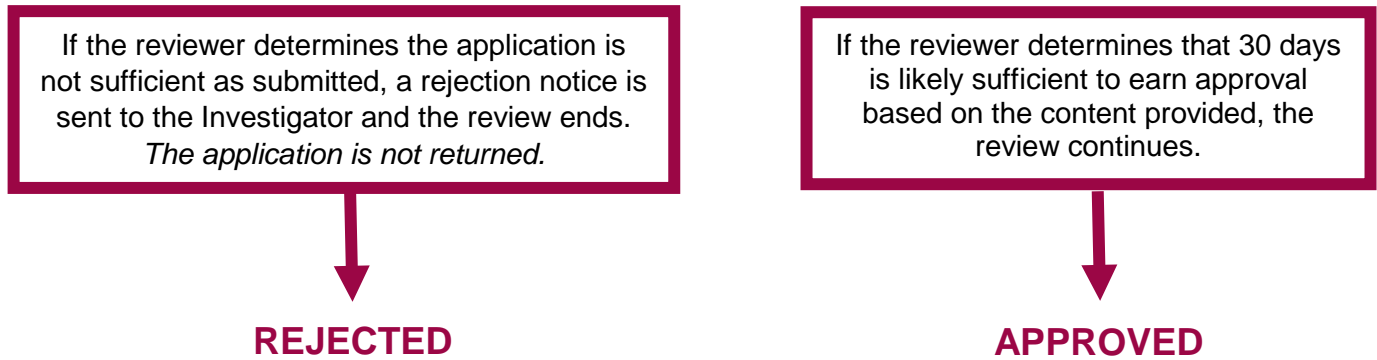 If the reviewer determines the application is
not sufficient as submitted, a rejection notice is
sent to the Investigator and the review ends.
The application is not returned.
REJECTED
If the reviewer determines that 30 days
is likely sufficient to earn approval
based on the content provided, the
review continues.
APPROVED